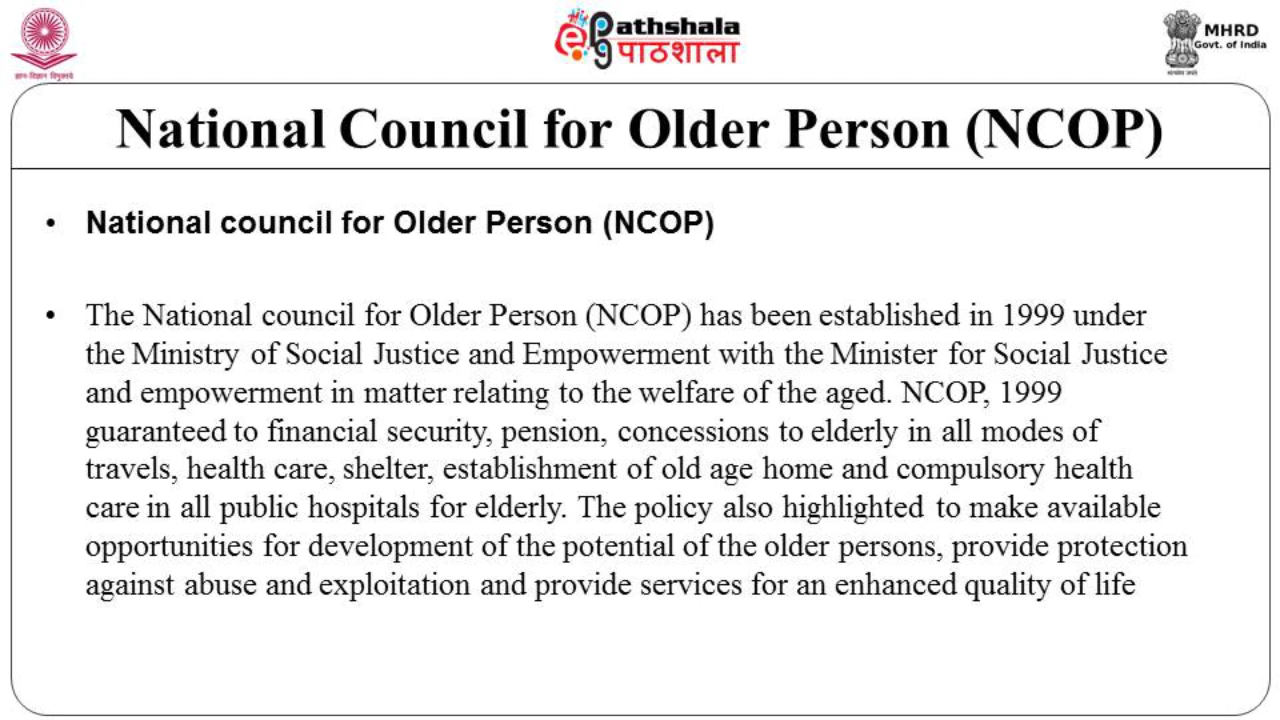 ज्ञान-विज्ञान विमुक्तये
My
ePathshala
पाठशाला
MHRD
Govt. of India
सत्यमेव जयते
National Council for Older Person (NCOP)
• National council for Older Person (NCOP)
• The National council for Older Person (NCOP) has been established in 1999 under
the Ministry of Social Justice and Empowerment with the Minister for Social Justice
and empowerment in matter relating to the welfare of the aged. NCOP, 1999
guaranteed to financial security, pension, concessions to elderly in all modes of
travels, health care, shelter, establishment of old age home and compulsory health
care in all public hospitals for elderly. The policy also highlighted to make available
opportunities for development of the potential of the older persons, provide protection
against abuse and exploitation and provide services for an enhanced quality of life